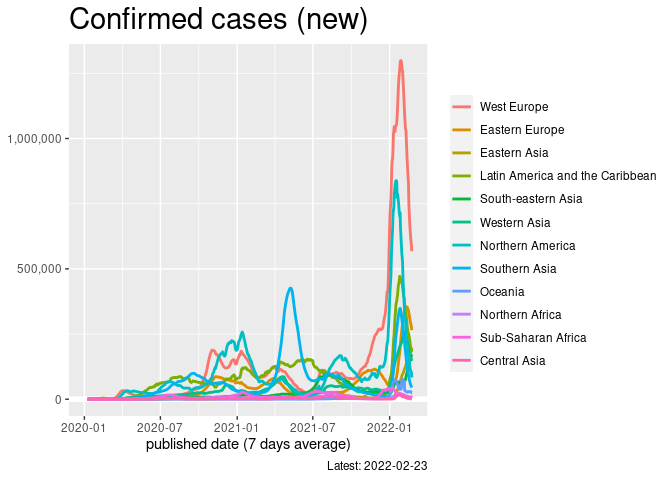 Confirmed cases (new)
1,000,000
500,000
0
2020-01 2020-07 2021-01 2021-07 2022-01
published date (7 days average)
West Europe
Eastern Europe
Eastern Asia
Latin America and the Caribbean
South-eastern Asia
Western Asia
Northern America
Southern Asia
Oceania
Northern Africa
Sub-Saharan Africa
Central Asia
Latest: 2022-02-23